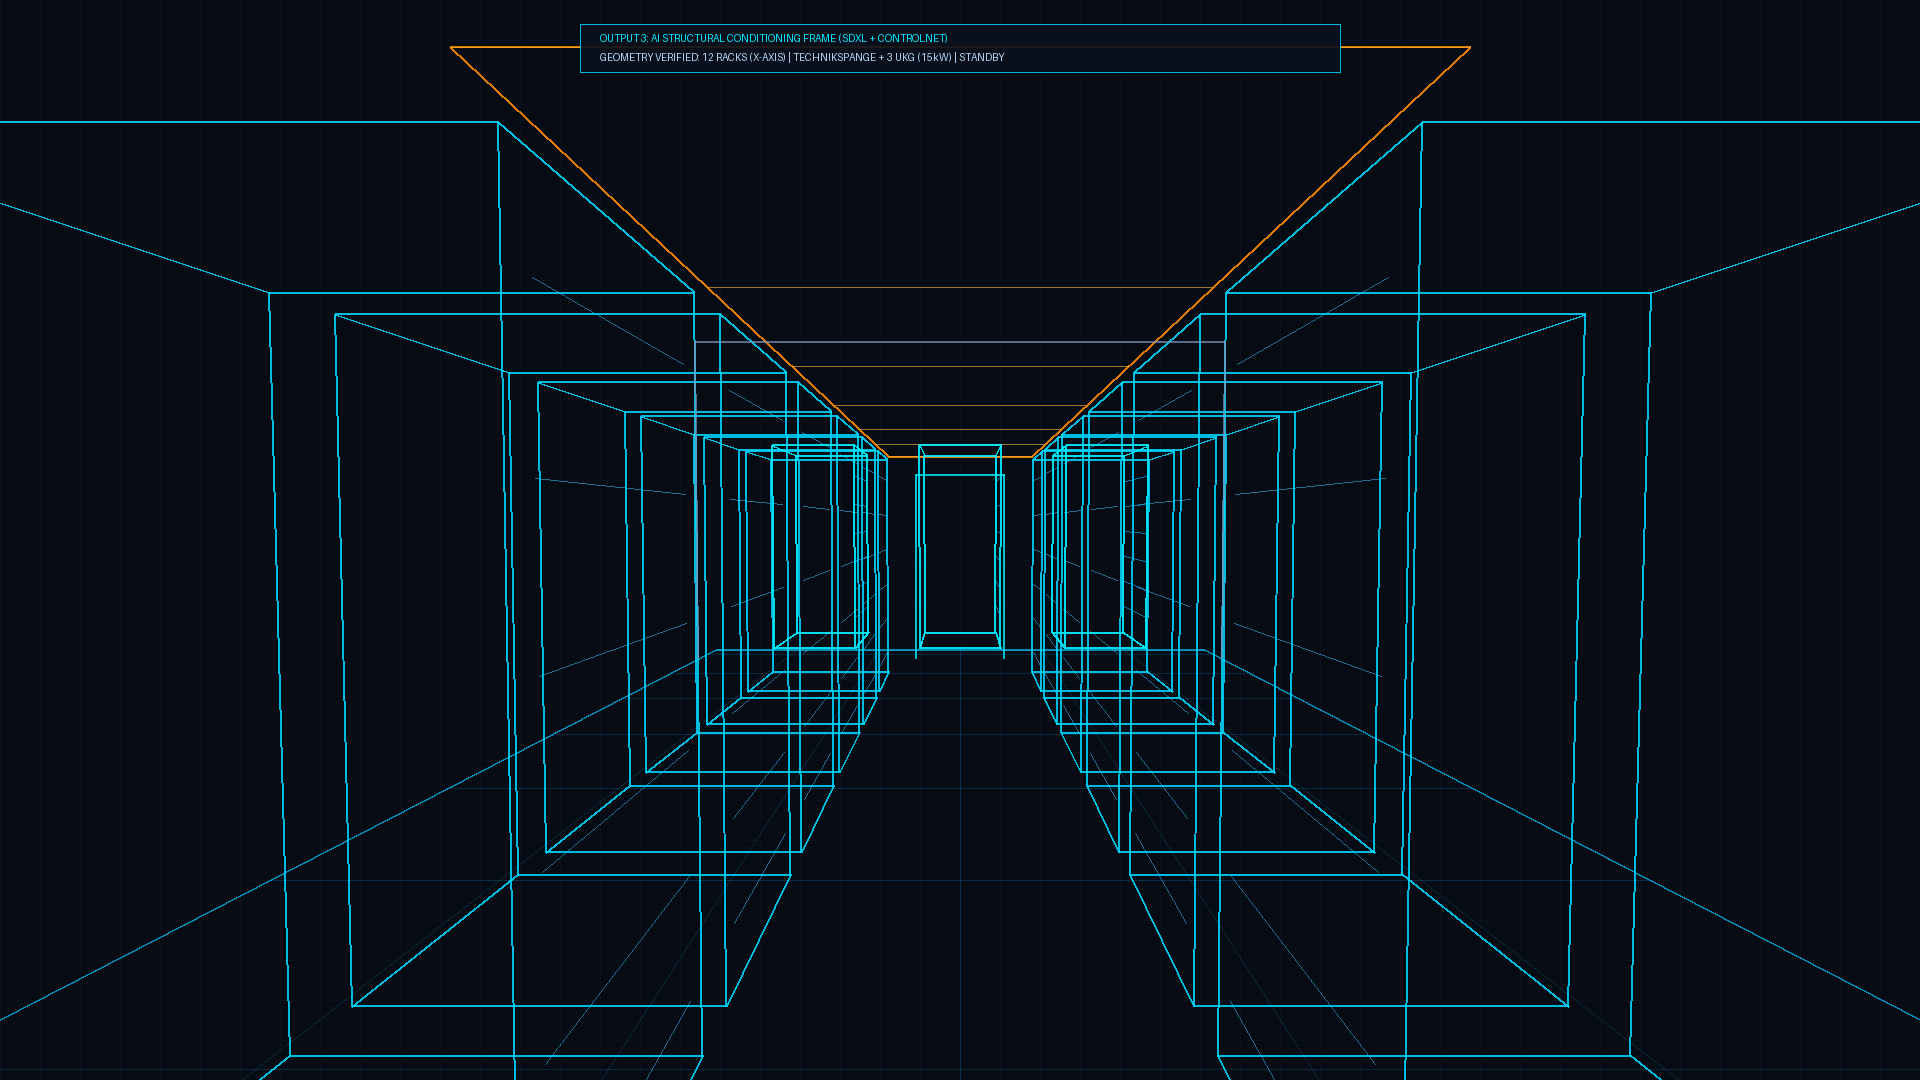 OUTPUT 3: AI STRUCTURAL CONDITIONING FRAME (SDXL + CONTROLNET)
GEOMETRY VERIFIED: 12 RACKS (X-AXIS) | TECHNIKSPANGE + 3 UKG (15kW) | STANDBY